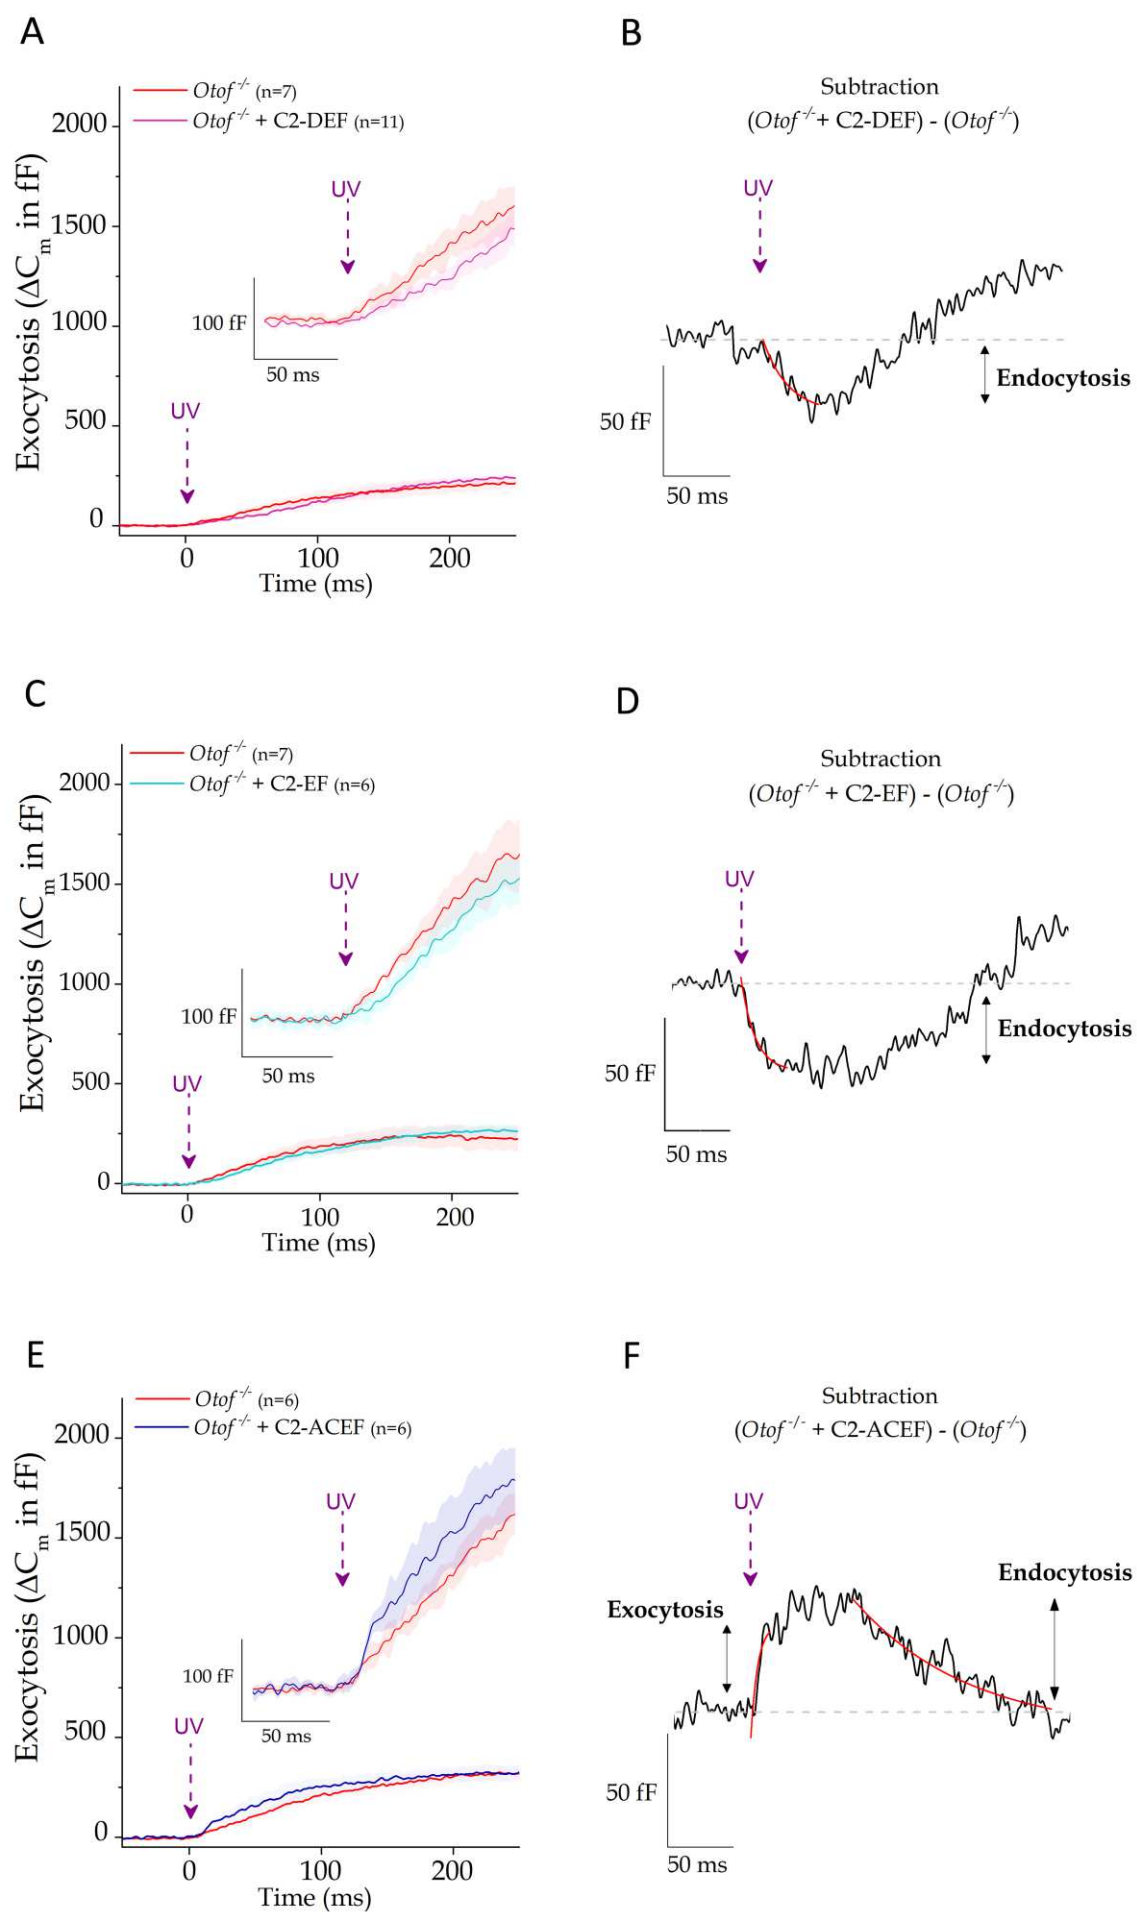 A
Otof -/- (n=7)
Otof -/- + C2-DEF (n=11)
Exocytosis (ΔCm in fF)
2000
1500
1000
500
0
UV
100 fF
50 ms
UV
0
100
200
Time (ms)
B
Subtraction
(Otof -/-+ C2-DEF) - (Otof -/-)
UV
Endocytosis
50 fF
50 ms
C
Otof -/- (n=7)
Otof -/- + C2-EF (n=6)
Exocytosis (ΔCm in fF)
2000
1500
1000
500
0
UV
100 fF
50 ms
UV
0
100
200
Time (ms)
D
Subtraction
(Otof -/- + C2-EF) - (Otof -/-)
UV
Endocytosis
50 fF
50 ms
E
Otof -/- (n=6)
Otof -/- + C2-ACEF (n=6)
Exocytosis (ΔCm in fF)
2000
1500
1000
500
0
UV
100 fF
50 ms
UV
0
100
200
Time (ms)
F
Subtraction
(Otof -/- + C2-ACEF) - (Otof -/-)
UV
Endocytosis
Exocytosis
50 fF
50 ms